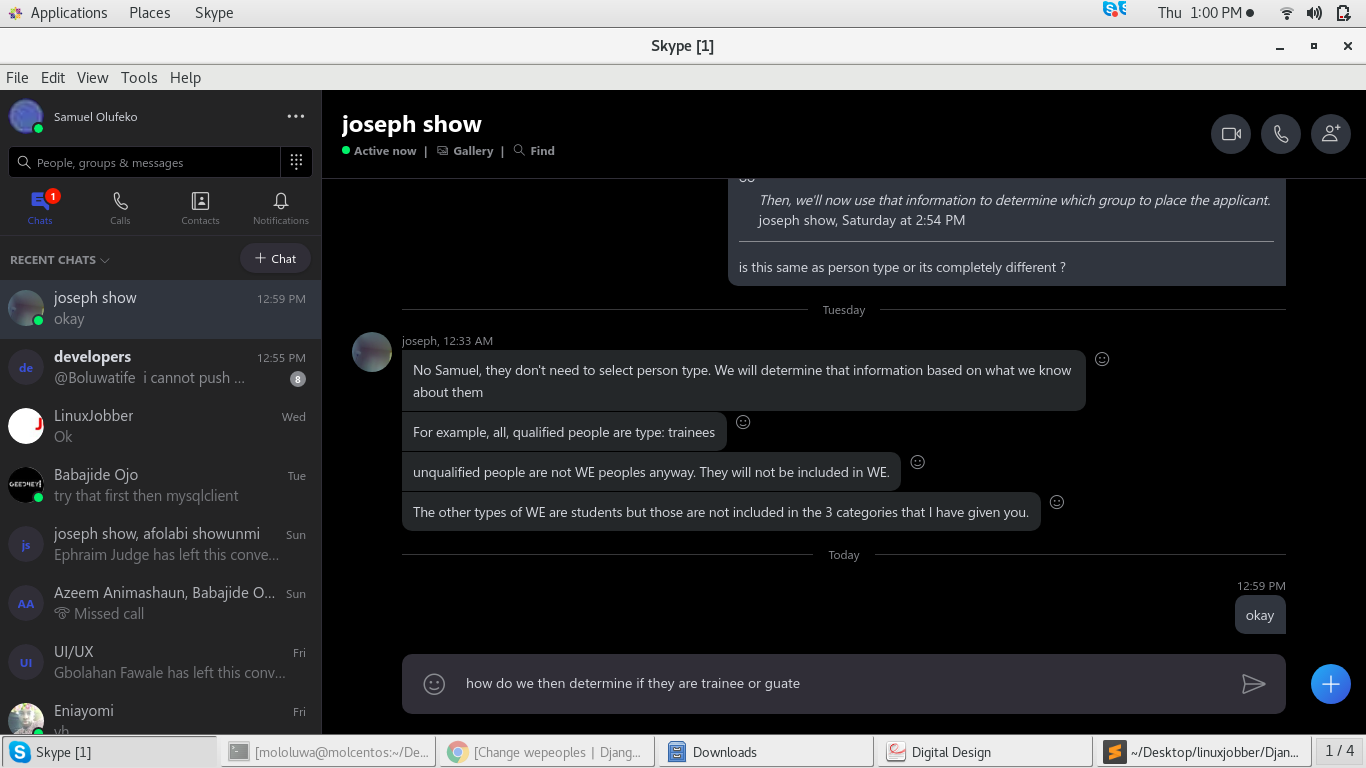 Applications Places Skype
Thu 1:00 PM
Skype [1]
File Edit View Tools Help
Samuel Olufeko
People, groups & messages
1
Chats Calls Contacts Notifications
RECENT CHATS
+ Chat
joseph show 12:59 PM
okay
developers 12:55 PM
@Boluwatife i cannot push ... 8
de
LinuxJobber Wed
Ok
Babajide Ojo Tue
try that first then mysqlclient
joseph show, afolabi showunmi Sun
js
Ephraim Judge has left this conve...
Azeem Animashaun, Babajide O... Sun
AA
Missed call
UI/UX Fri
UI
Gbolahan Fawale has left this conv...
Eniayomi Fri
joseph show
Active now | Gallery | Find
Then, we'll now use that information to determine which group to place the applicant.
joseph show, Saturday at 2:54 PM
is this same as person type or its completely different ?
Tuesday
joseph, 12:33 AM
No Samuel, they don't need to select person type. We will determine that information based on what we know
about them
For example, all, qualified people are type: trainees
unqualified people are not WE peoples anyway. They will not be included in WE.
The other types of WE are students but those are not included in the 3 categories that I have given you.
Today
12:59 PM
okay
how do we then determine if they are trainee or guate
Skype [1]
[mololuwa@molcentos:~/De...
[Change wepeoples | Djang...
Downloads
Digital Design
~/Desktop/linuxjobber/Djan...
1 / 4